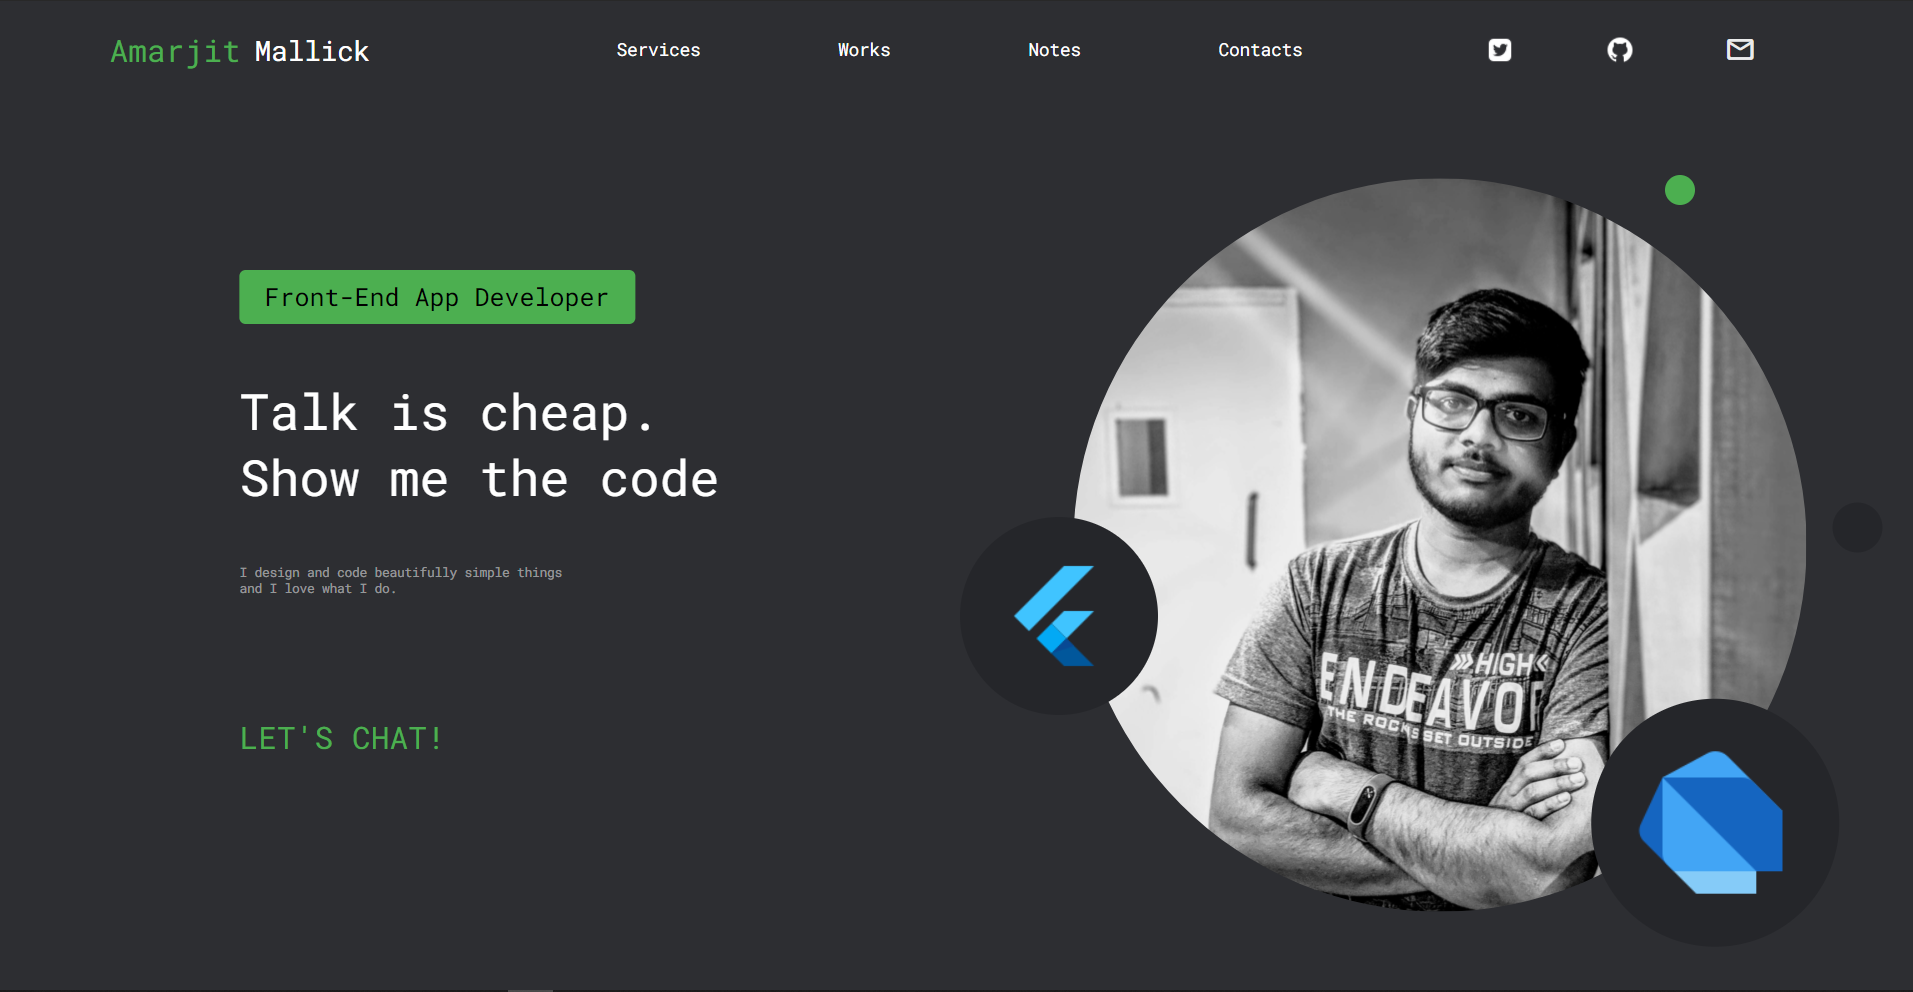 Amarjit Mallick
Services
Works
Notes
Contacts
Front-End App Developer
Talk is cheap.
Show me the code
I design and code beautifully simple things
and I love what I do.
LET'S CHAT!
HIGH
ENDEAVO
THE ROCKS SET OUTSIDE